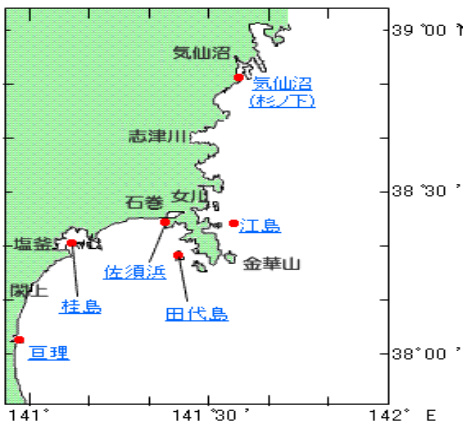 39°00'N
気仙沼
気仙沼
(杉ノ下)
志津川
38°30'
石巻
女川
江島
塩釜
佐須浜
金華山
閖上
桂島
田代島
亘理
38°00'
141°
141°30'
142° E